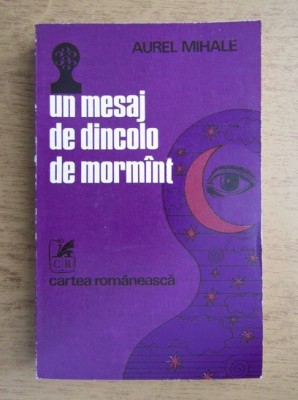 AUREL MIHALE
un mesaj
de dincolo
de mormînt
C R
cartea românească